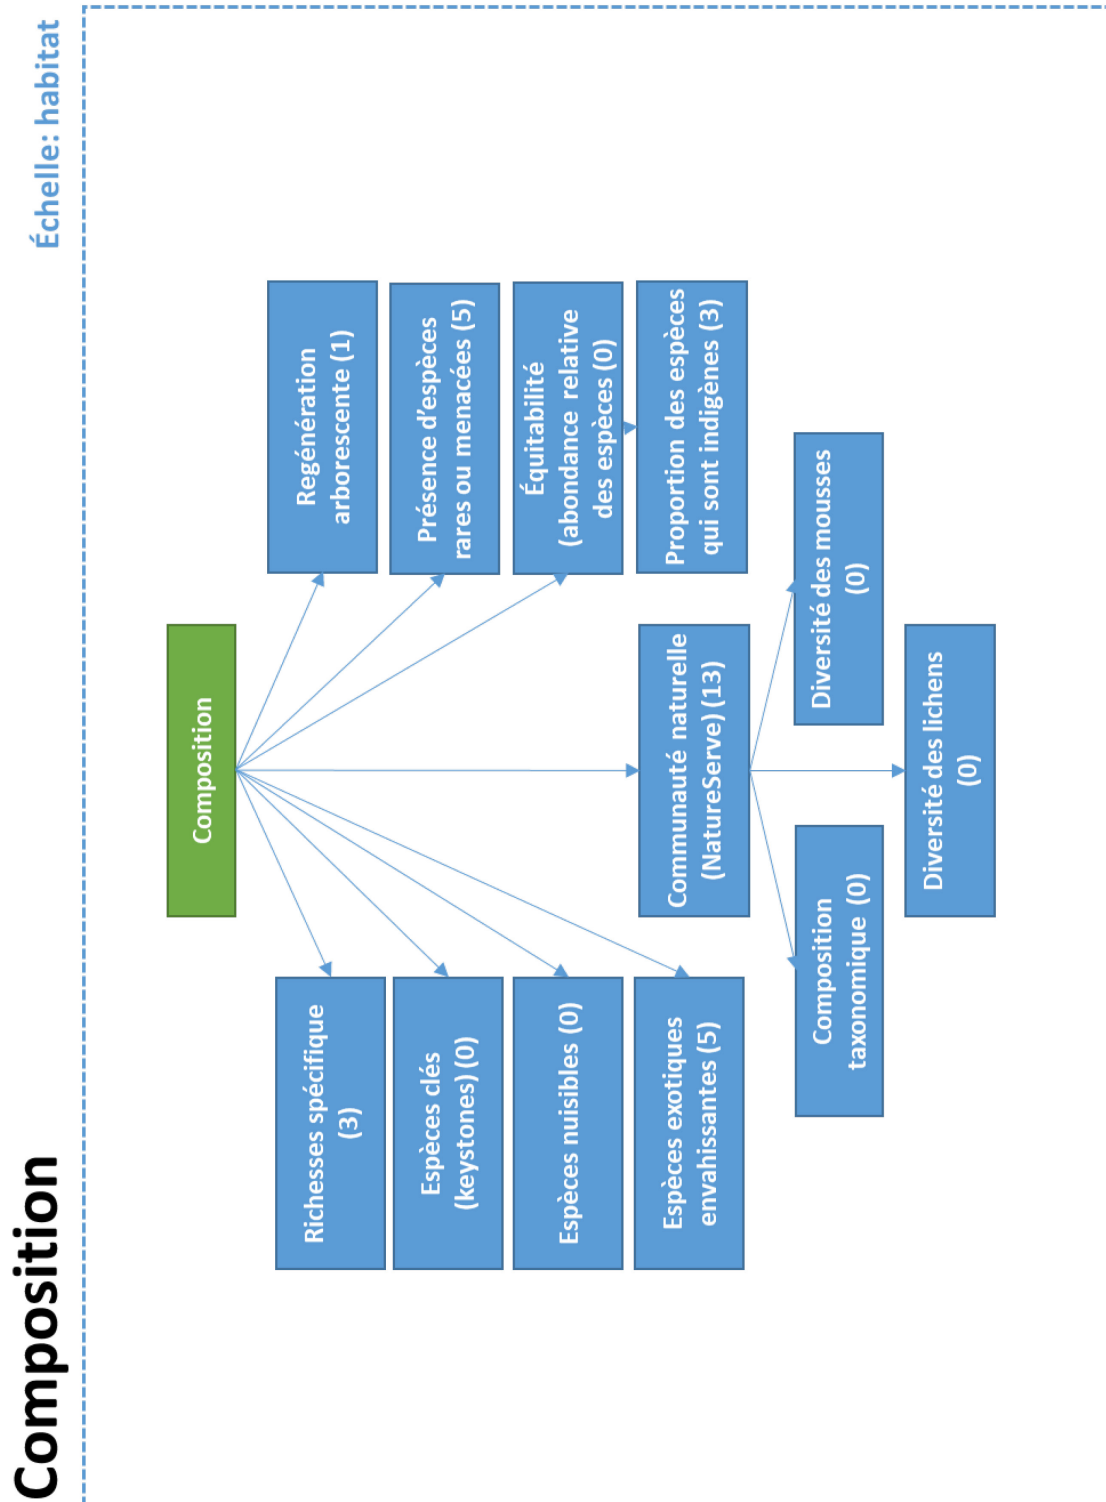 Composition
Échelle: habitat
Composition
Richesses spécifique
(3)
Espèces clés
(keystones) (0)
Espèces nuisibles (0)
Espèces exotiques
envahissantes (5)
Regénération
arborescente (1)
Présence d'espèces
rares ou menacées (5)
Équitabilité
(abondance relative
des espèces (0)
Proportion des espèces
qui sont indigènes (3)
Communauté naturelle
(NatureServe) (13)
Composition
taxonomique (0)
Diversité des mousses
(0)
Diversité des lichens
(0)